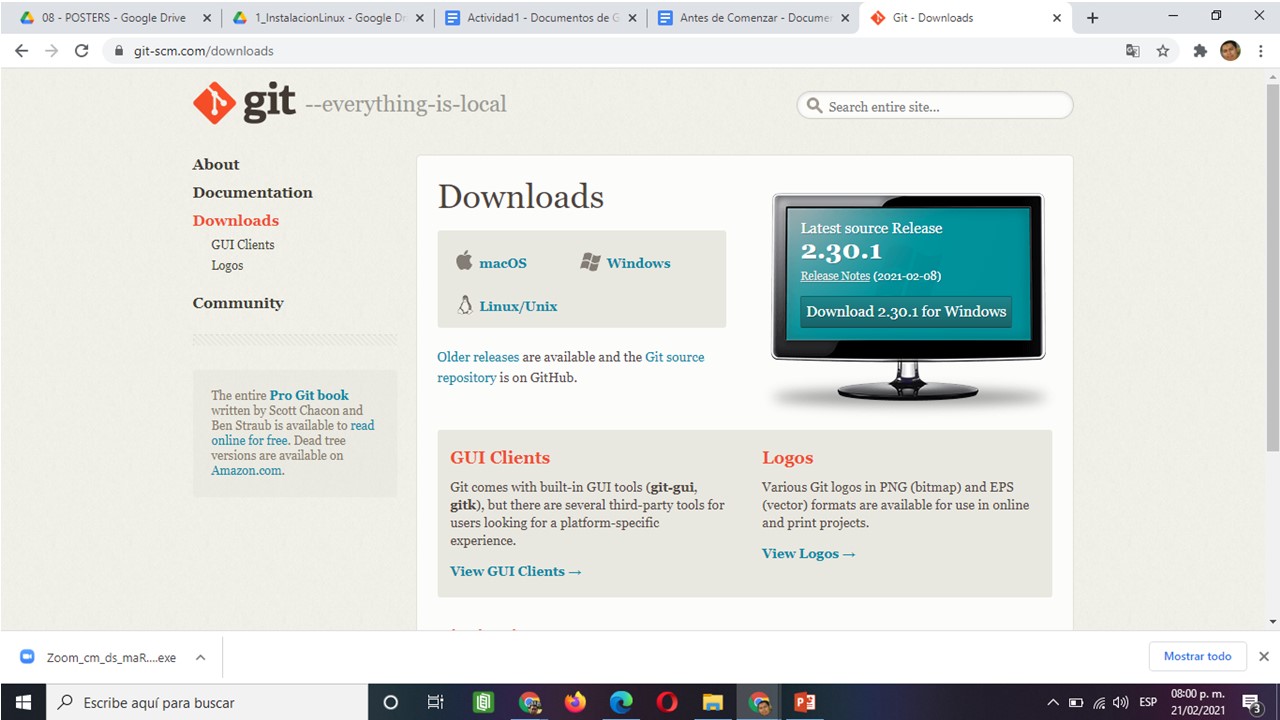 08 - POSTERS - Google Drive
1_InstalacionLinux - Google Dr
Actividad1 - Documentos de G
Antes de Comenzar - Documen
Git - Downloads
git-scm.com/downloads
git --everything-is-local
Search entire site...
About
Documentation
Downloads
GUI Clients
Logos
Community
The entire Pro Git book
written by Scott Chacon and
Ben Straub is available to read
online for free. Dead tree
versions are available on
Amazon.com.
Downloads
macOS
Windows
Linux/Unix
Older releases are available and the Git source
repository is on GitHub.
Latest source Release
2.30.1
Release Notes (2021-02-08)
Download 2.30.1 for Windows
GUI Clients
Git comes with built-in GUI tools (git-gui,
gitk), but there are several third-party tools for
users looking for a platform-specific
experience.
View GUI Clients →
Logos
Various Git logos in PNG (bitmap) and EPS
(vector) formats are available for use in online
and print projects.
View Logos →
Zoom_cm_ds_maR....exe
Mostrar todo
Escribe aquí para buscar
ESP
08:00 p. m.
21/02/2021
3